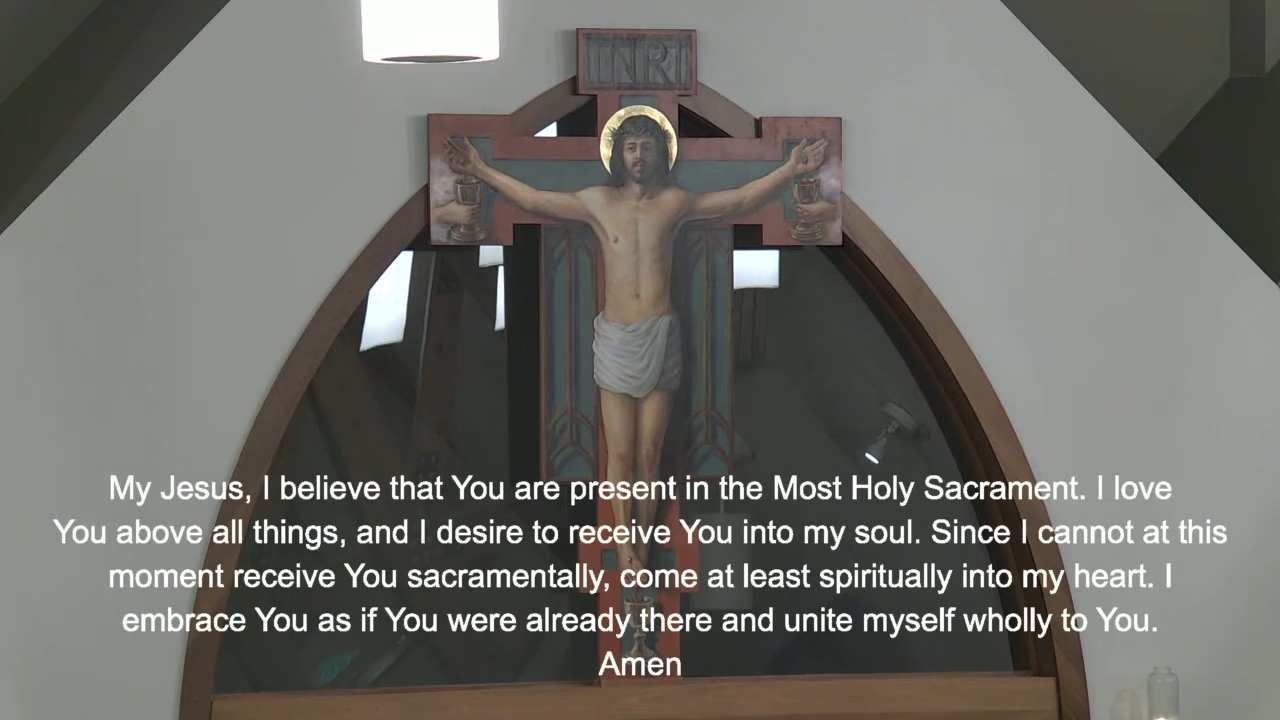 INRI
My Jesus, I believe that You are present in the Most Holy Sacrament. I love
You above all things, and I desire to receive You into my soul. Since I cannot at this
moment receive You sacramentally, come at least spiritually into my heart. I
embrace You as if You were already there and unite myself wholly to You.
Amen